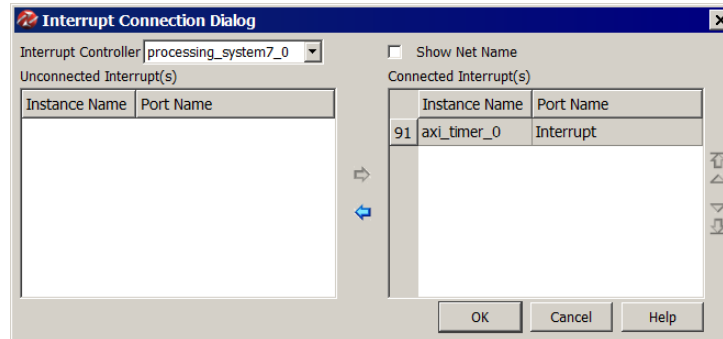 Interrupt Connection Dialog
Interrupt Controller processing_system7_0 Show Net Name
Unconnected Interrupt(s) Connected Interrupt(s)
Instance Name Port Name Instance Name Port Name
91 axi_timer_0 Interrupt
OK Cancel Help